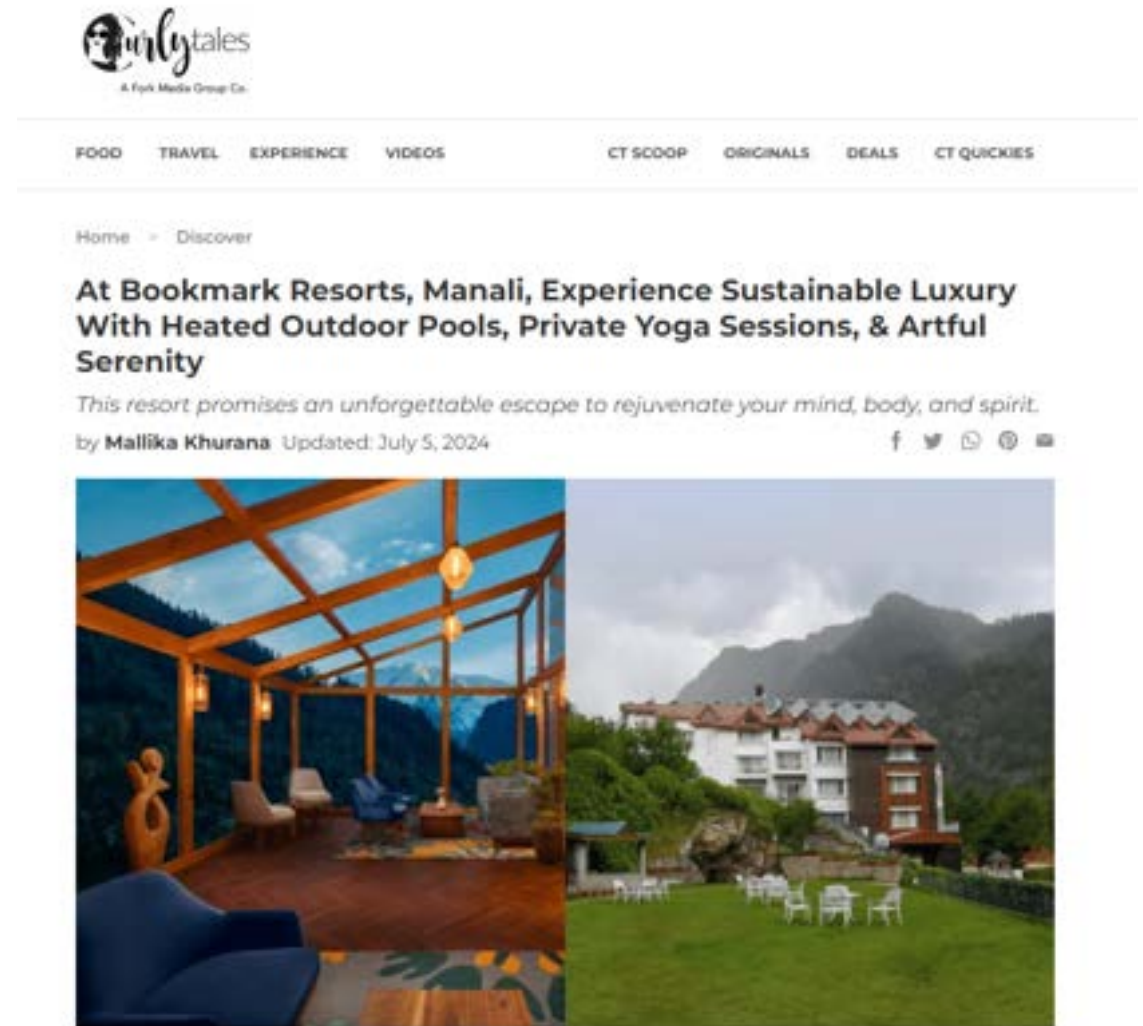 Curly tales
A Fork Media Group Co.
FOOD TRAVEL EXPERIENCE VIDEOS CT SCOOP ORIGINALS DEALS CT QUICKIES
Home > Discover
At Bookmark Resorts, Manali, Experience Sustainable Luxury
With Heated Outdoor Pools, Private Yoga Sessions, & Artful
Serenity
This resort promises an unforgettable escape to rejuvenate your mind, body, and spirit.
by Mallika Khurana Updated: July 5, 2024